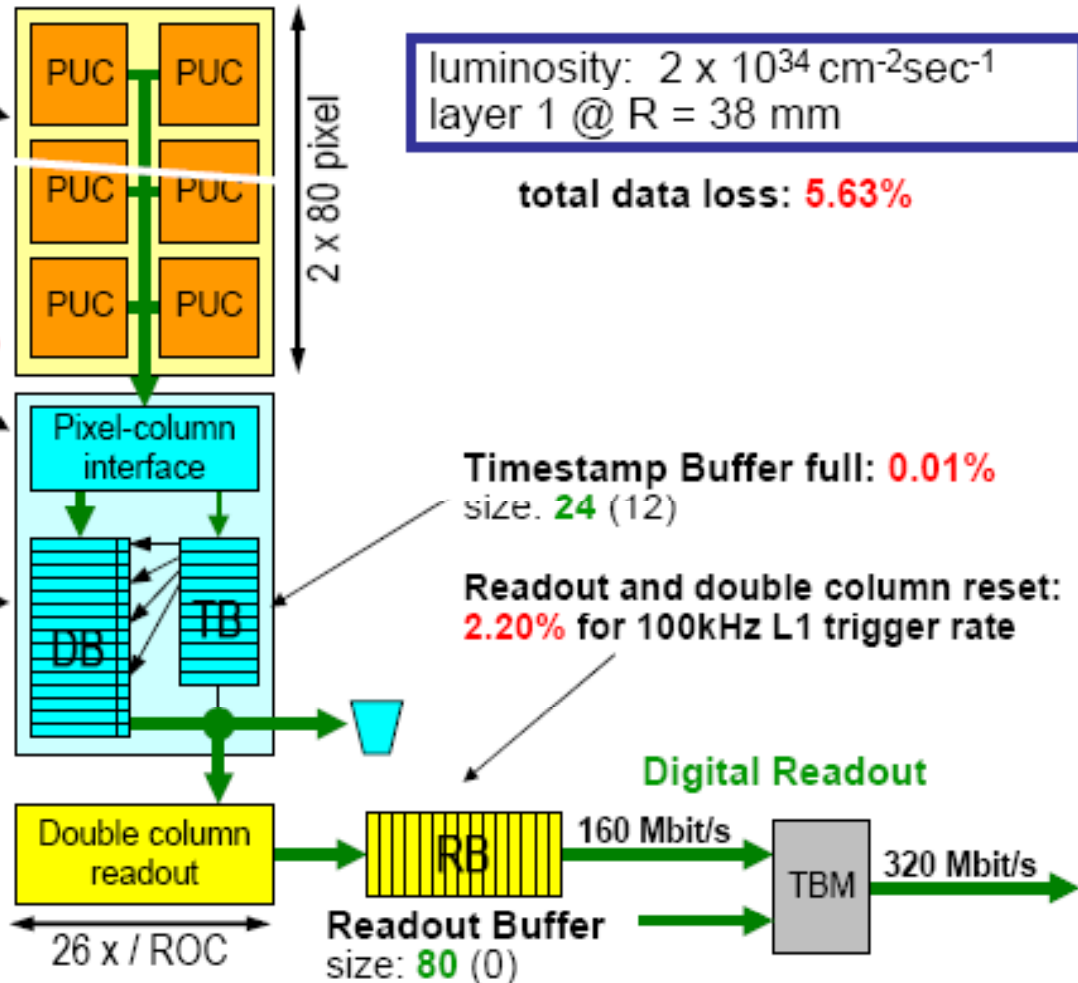 PUC PUC
PUC PUC
PUC PUC
2 x 80 pixel
luminosity: 2 x 10³⁴ cm⁻²sec⁻¹
layer 1 @ R = 38 mm
total data loss: 5.63%
Pixel-column
interface
DB
TB
Timestamp Buffer full: 0.01%
size: 24 (12)
Readout and double column reset:
2.20% for 100kHz L1 trigger rate
Digital Readout
Double column
readout
26 x / ROC
RB
Readout Buffer
size: 80 (0)
160 Mbit/s
TBM
320 Mbit/s